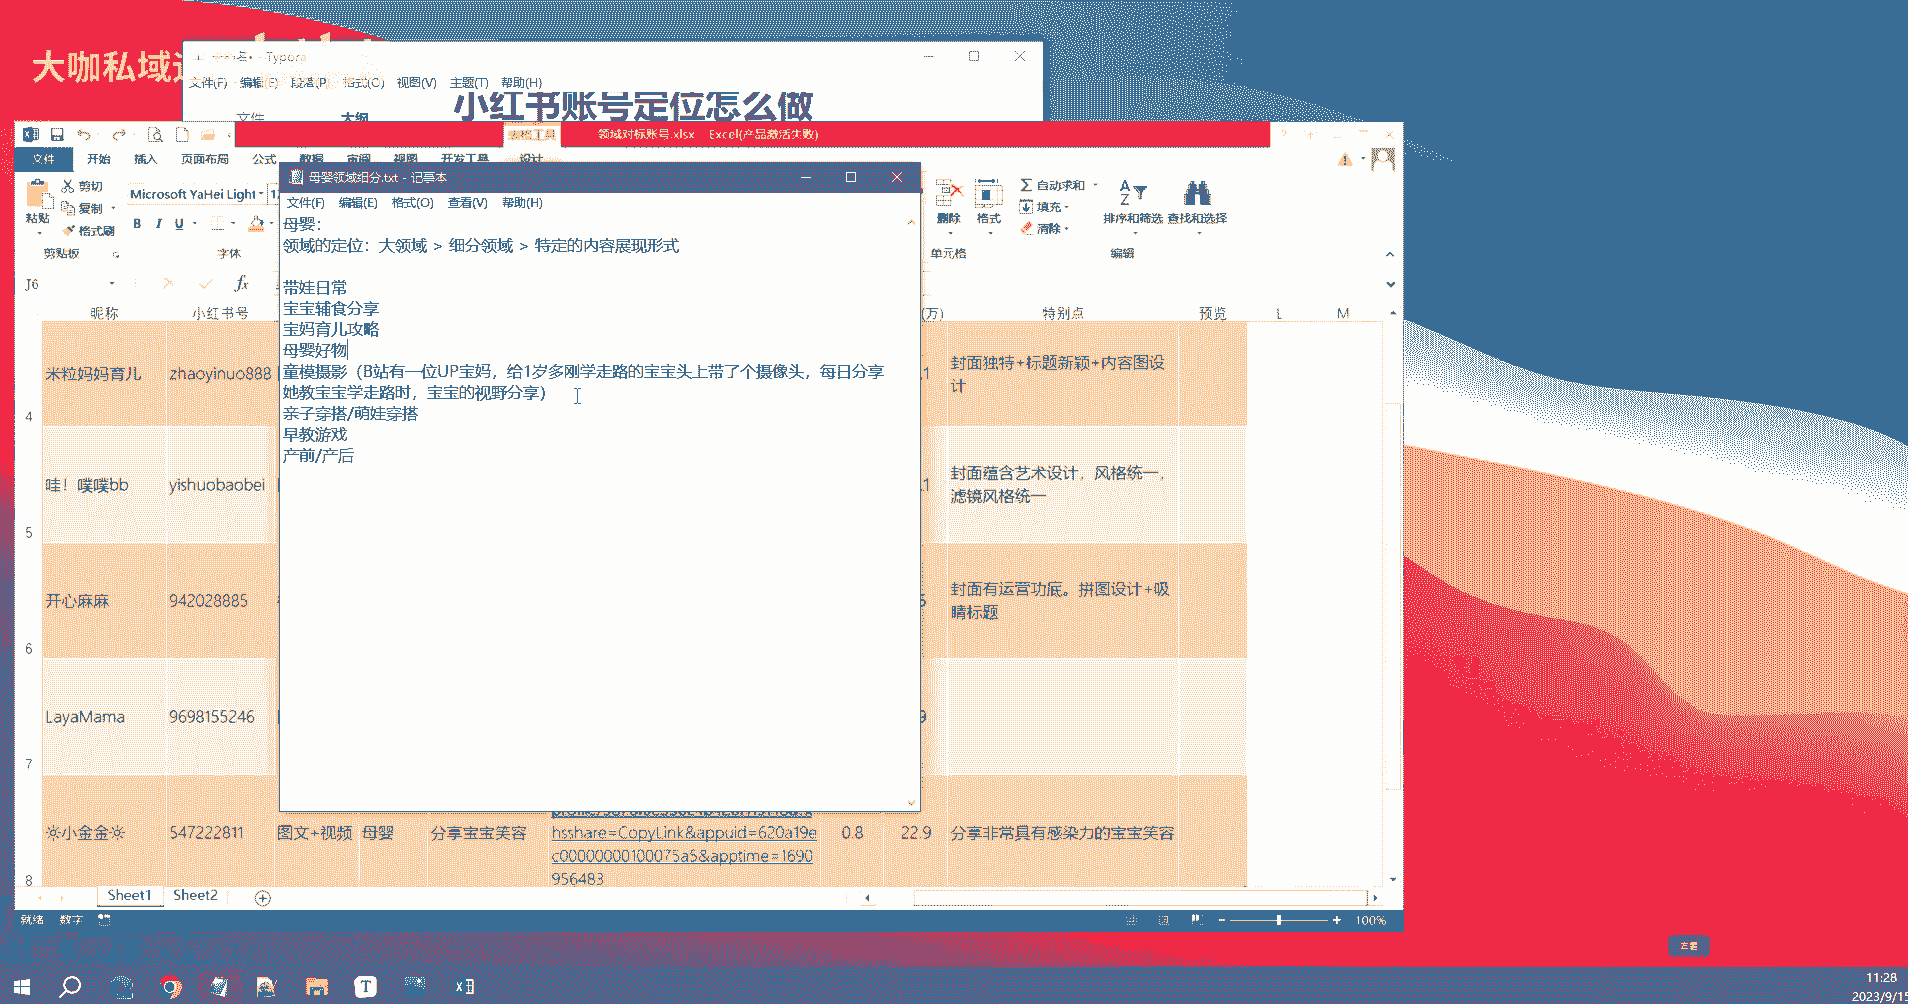 大咖私域
Typora
文件(F) 编辑(E) 段落(P) 格式(O) 视图(V) 主题(T) 帮助(H)
文件 大纲
小红书账号定位怎么做
表格工具 领域对标账号.xlsx Excel(产品激活失败)
文件 开始 插入 页面布局 公式 数据 审阅 视图 开发工具 设计
剪切
复制
格式刷
粘贴
剪贴板
Microsoft YaHei Light
B I U
字体
删除 格式
单元格
自动求和
填充
清除
排序和筛选 查找和选择
编辑
J6
fx
昵称 小红书号 (万) 特别点 预览 L M
母婴领域细分.txt - 记事本
文件(F) 编辑(E) 格式(O) 查看(V) 帮助(H)
母婴：
领域的定位：大领域 > 细分领域 > 特定的内容展现形式
带娃日常
宝宝辅食分享
宝妈育儿攻略
母婴好物
童模摄影（B站有一位UP宝妈，给1岁多刚学走路的宝宝头上带了个摄像头，每日分享
她教宝宝学走路时，宝宝的视野分享）
亲子穿搭/萌娃穿搭
早教游戏
产前/产后
4 米粒妈妈育儿 zhaoyinuo888 封面独特+标题新颖+内容图设
计
5 哇！噗噗bb yishuobaobei 封面蕴含艺术设计，风格统一，
滤镜风格统一
6 开心麻麻 942028885 封面有运营功底。拼图设计+吸
睛标题
7 LayaMama 9698155246
8 ☼小金金☼ 547222811 图文+视频 母婴 分享宝宝笑容 hsshare=CopyLink&appuid=620a19e 0.8 22.9 分享非常具有感染力的宝宝笑容
c00000000100075a5&apptime=1690
956483
Sheet1 Sheet2
就绪 数字
100%
11:28
2023/9/15